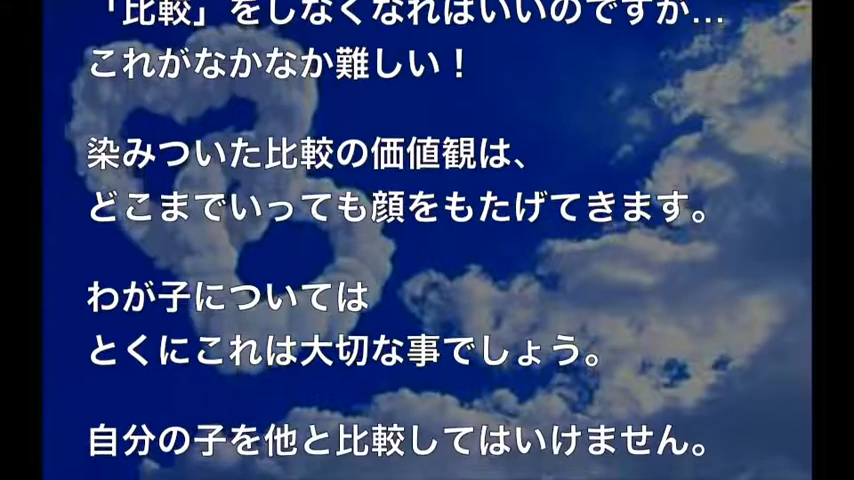 「比較」をしなくなればいいのですが…
これがなかなか難しい！
染みついた比較の価値観は、
どこまでいっても顔をもたげてきます。
わが子については
とくにこれは大切な事でしょう。
自分の子を他と比較してはいけません。